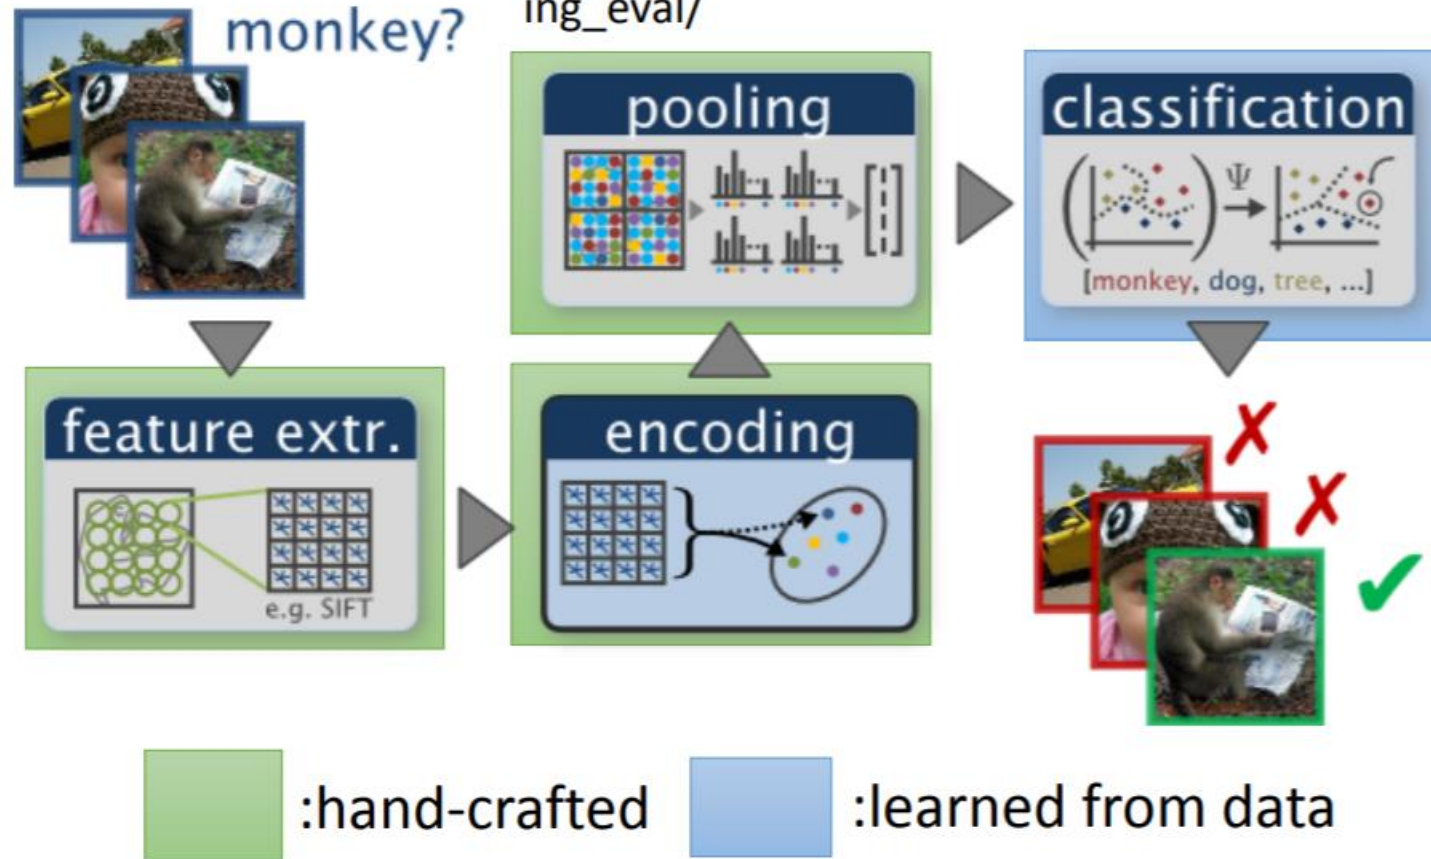 monkey?
ing_eval/
pooling
classification
Ψ
[monkey, dog, tree, ...]
feature extr.
e.g. SIFT
encoding
:hand-crafted
:learned from data